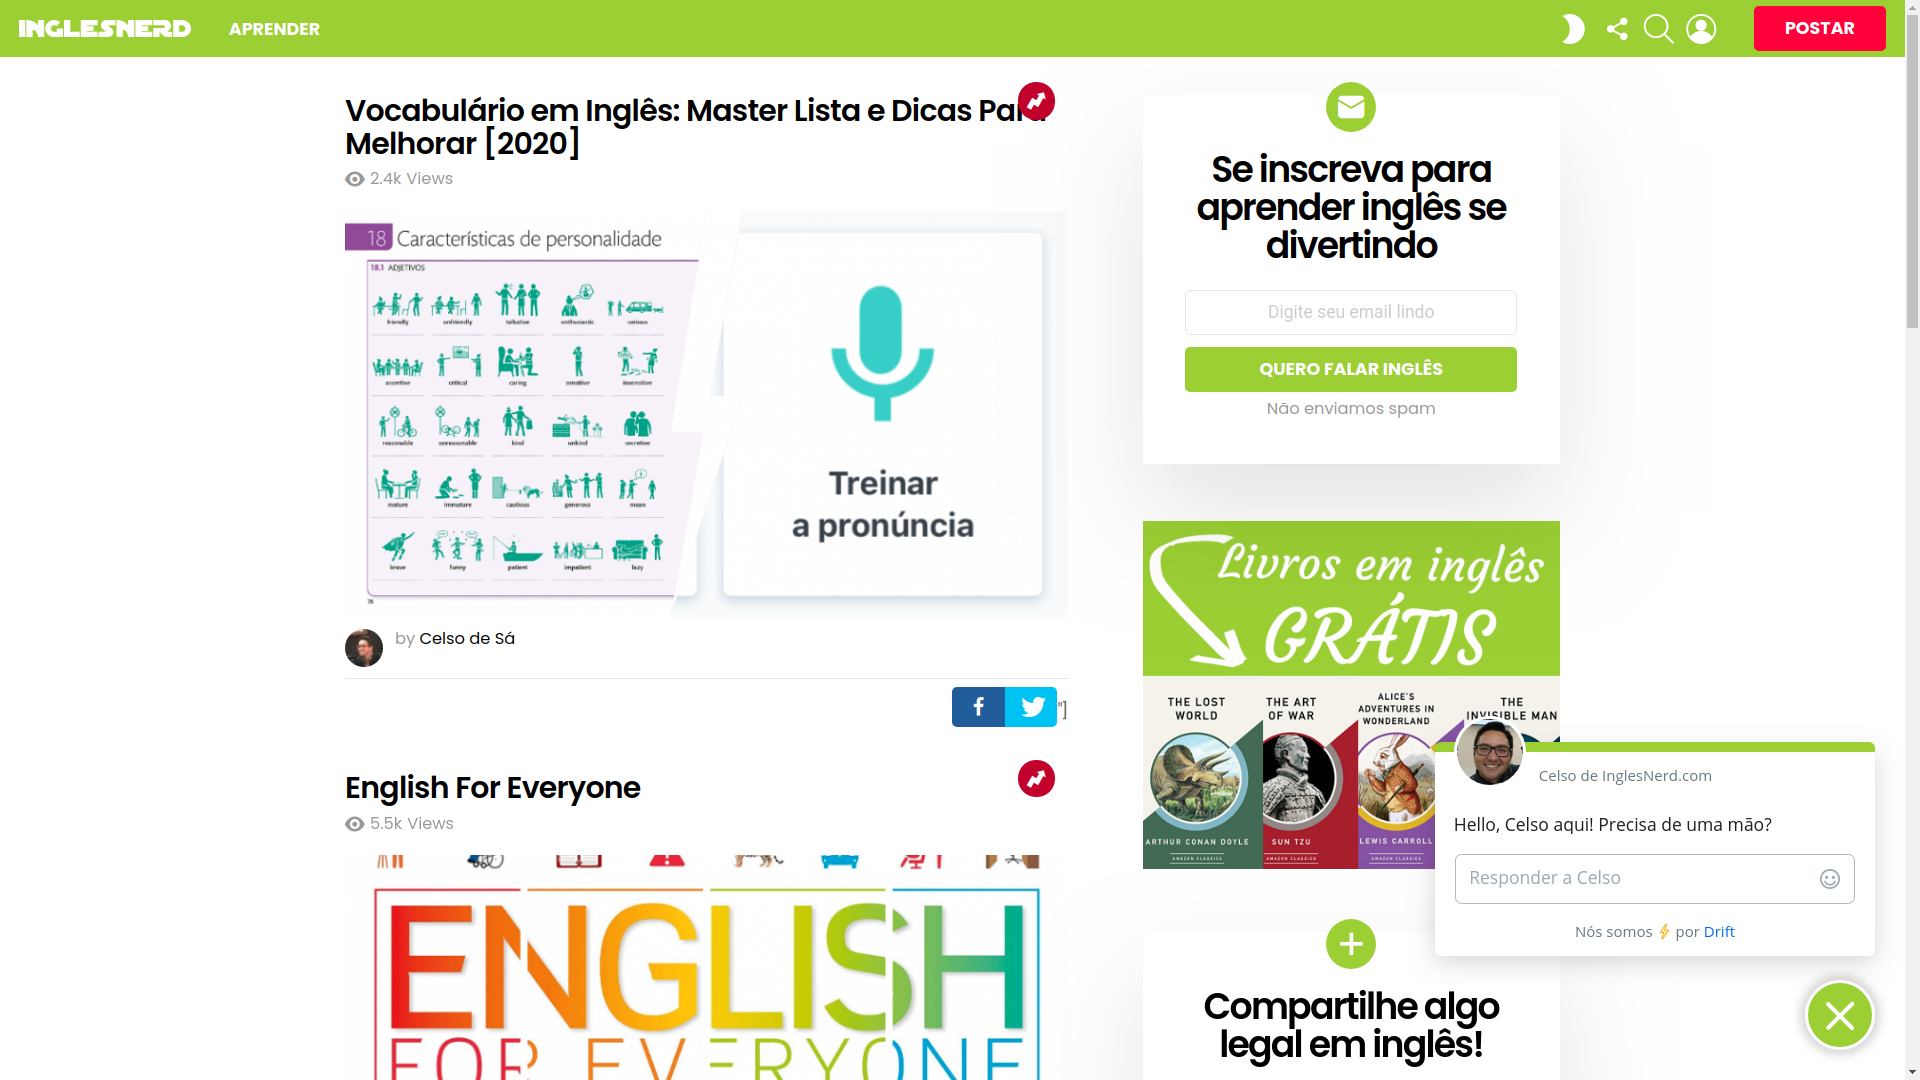 INGLESNERD
APRENDER
POSTAR
Vocabulário em Inglês: Master Lista e Dicas Para
Melhorar [2020]
2.4k Views
18 Características de personalidade
18.1 ADJETIVOS
friendly unfriendly talkative enthusiastic serious
assertive critical caring sensitive insensitive
reasonable unreasonable kind unkind secretive
mature immature cautious generous mean
brave funny patient impatient lazy
78
Treinar
a pronúncia
by Celso de Sá
"]
English For Everyone
5.5k Views
ENGLISH
FOR EVERYONE
Se inscreva para
aprender inglês se
divertindo
Digite seu email lindo
QUERO FALAR INGLÊS
Não enviamos spam
Livros em inglês
GRÁTIS
THE LOST
WORLD
ARTHUR CONAN DOYLE
AMAZON CLASSICS
THE ART
OF WAR
SUN TZU
AMAZON CLASSICS
ALICE'S
ADVENTURES IN
WONDERLAND
LEWIS CARROLL
AMAZON CLASSICS
THE
INVISIBLE MAN
Celso de InglesNerd.com
Hello, Celso aqui! Precisa de uma mão?
Responder a Celso
Nós somos por Drift
Compartilhe algo
legal em inglês!